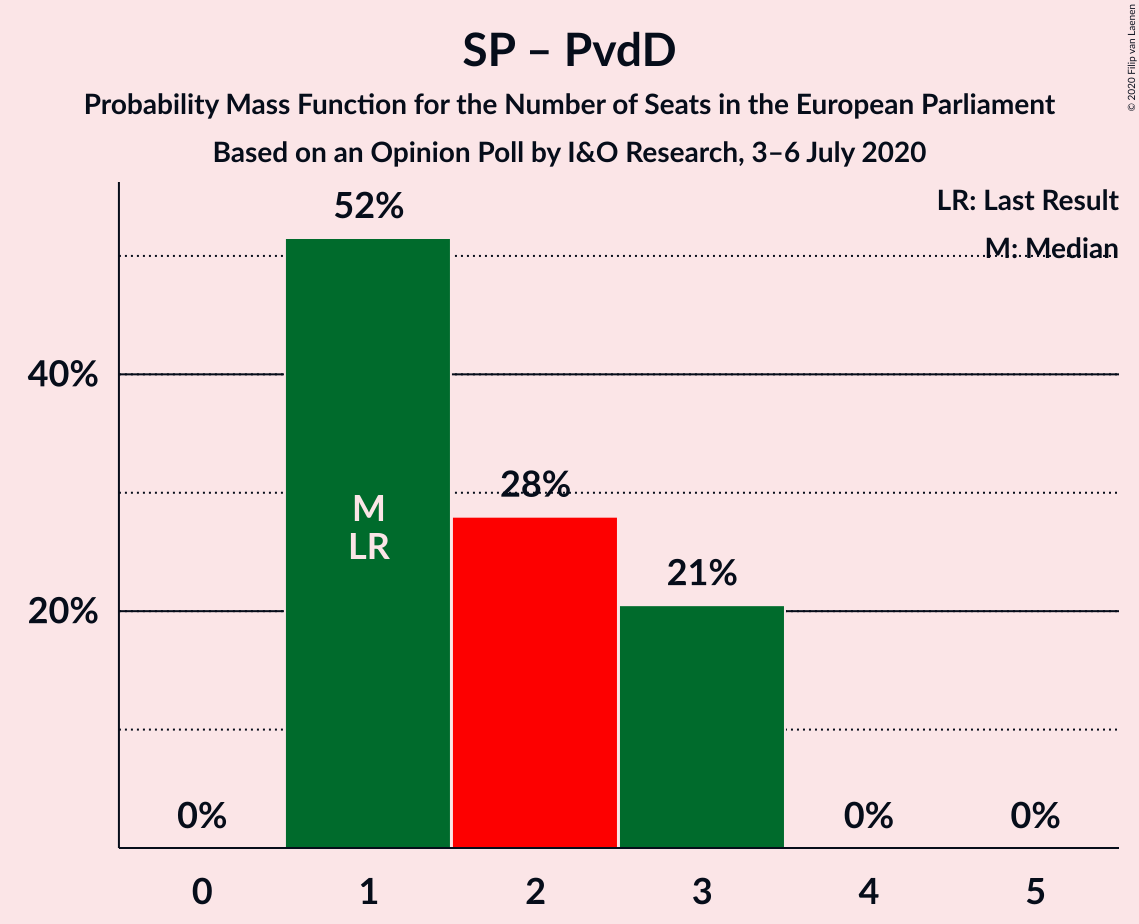 SP – PvdD
Probability Mass Function for the Number of Seats in the European Parliament
Based on an Opinion Poll by I&O Research, 3–6 July 2020
© 2020 Filip van Laenen
LR: Last Result
M: Median
52%
40%
28%
M
LR
21%
20%
0%
0%
0%
0 1 2 3 4 5